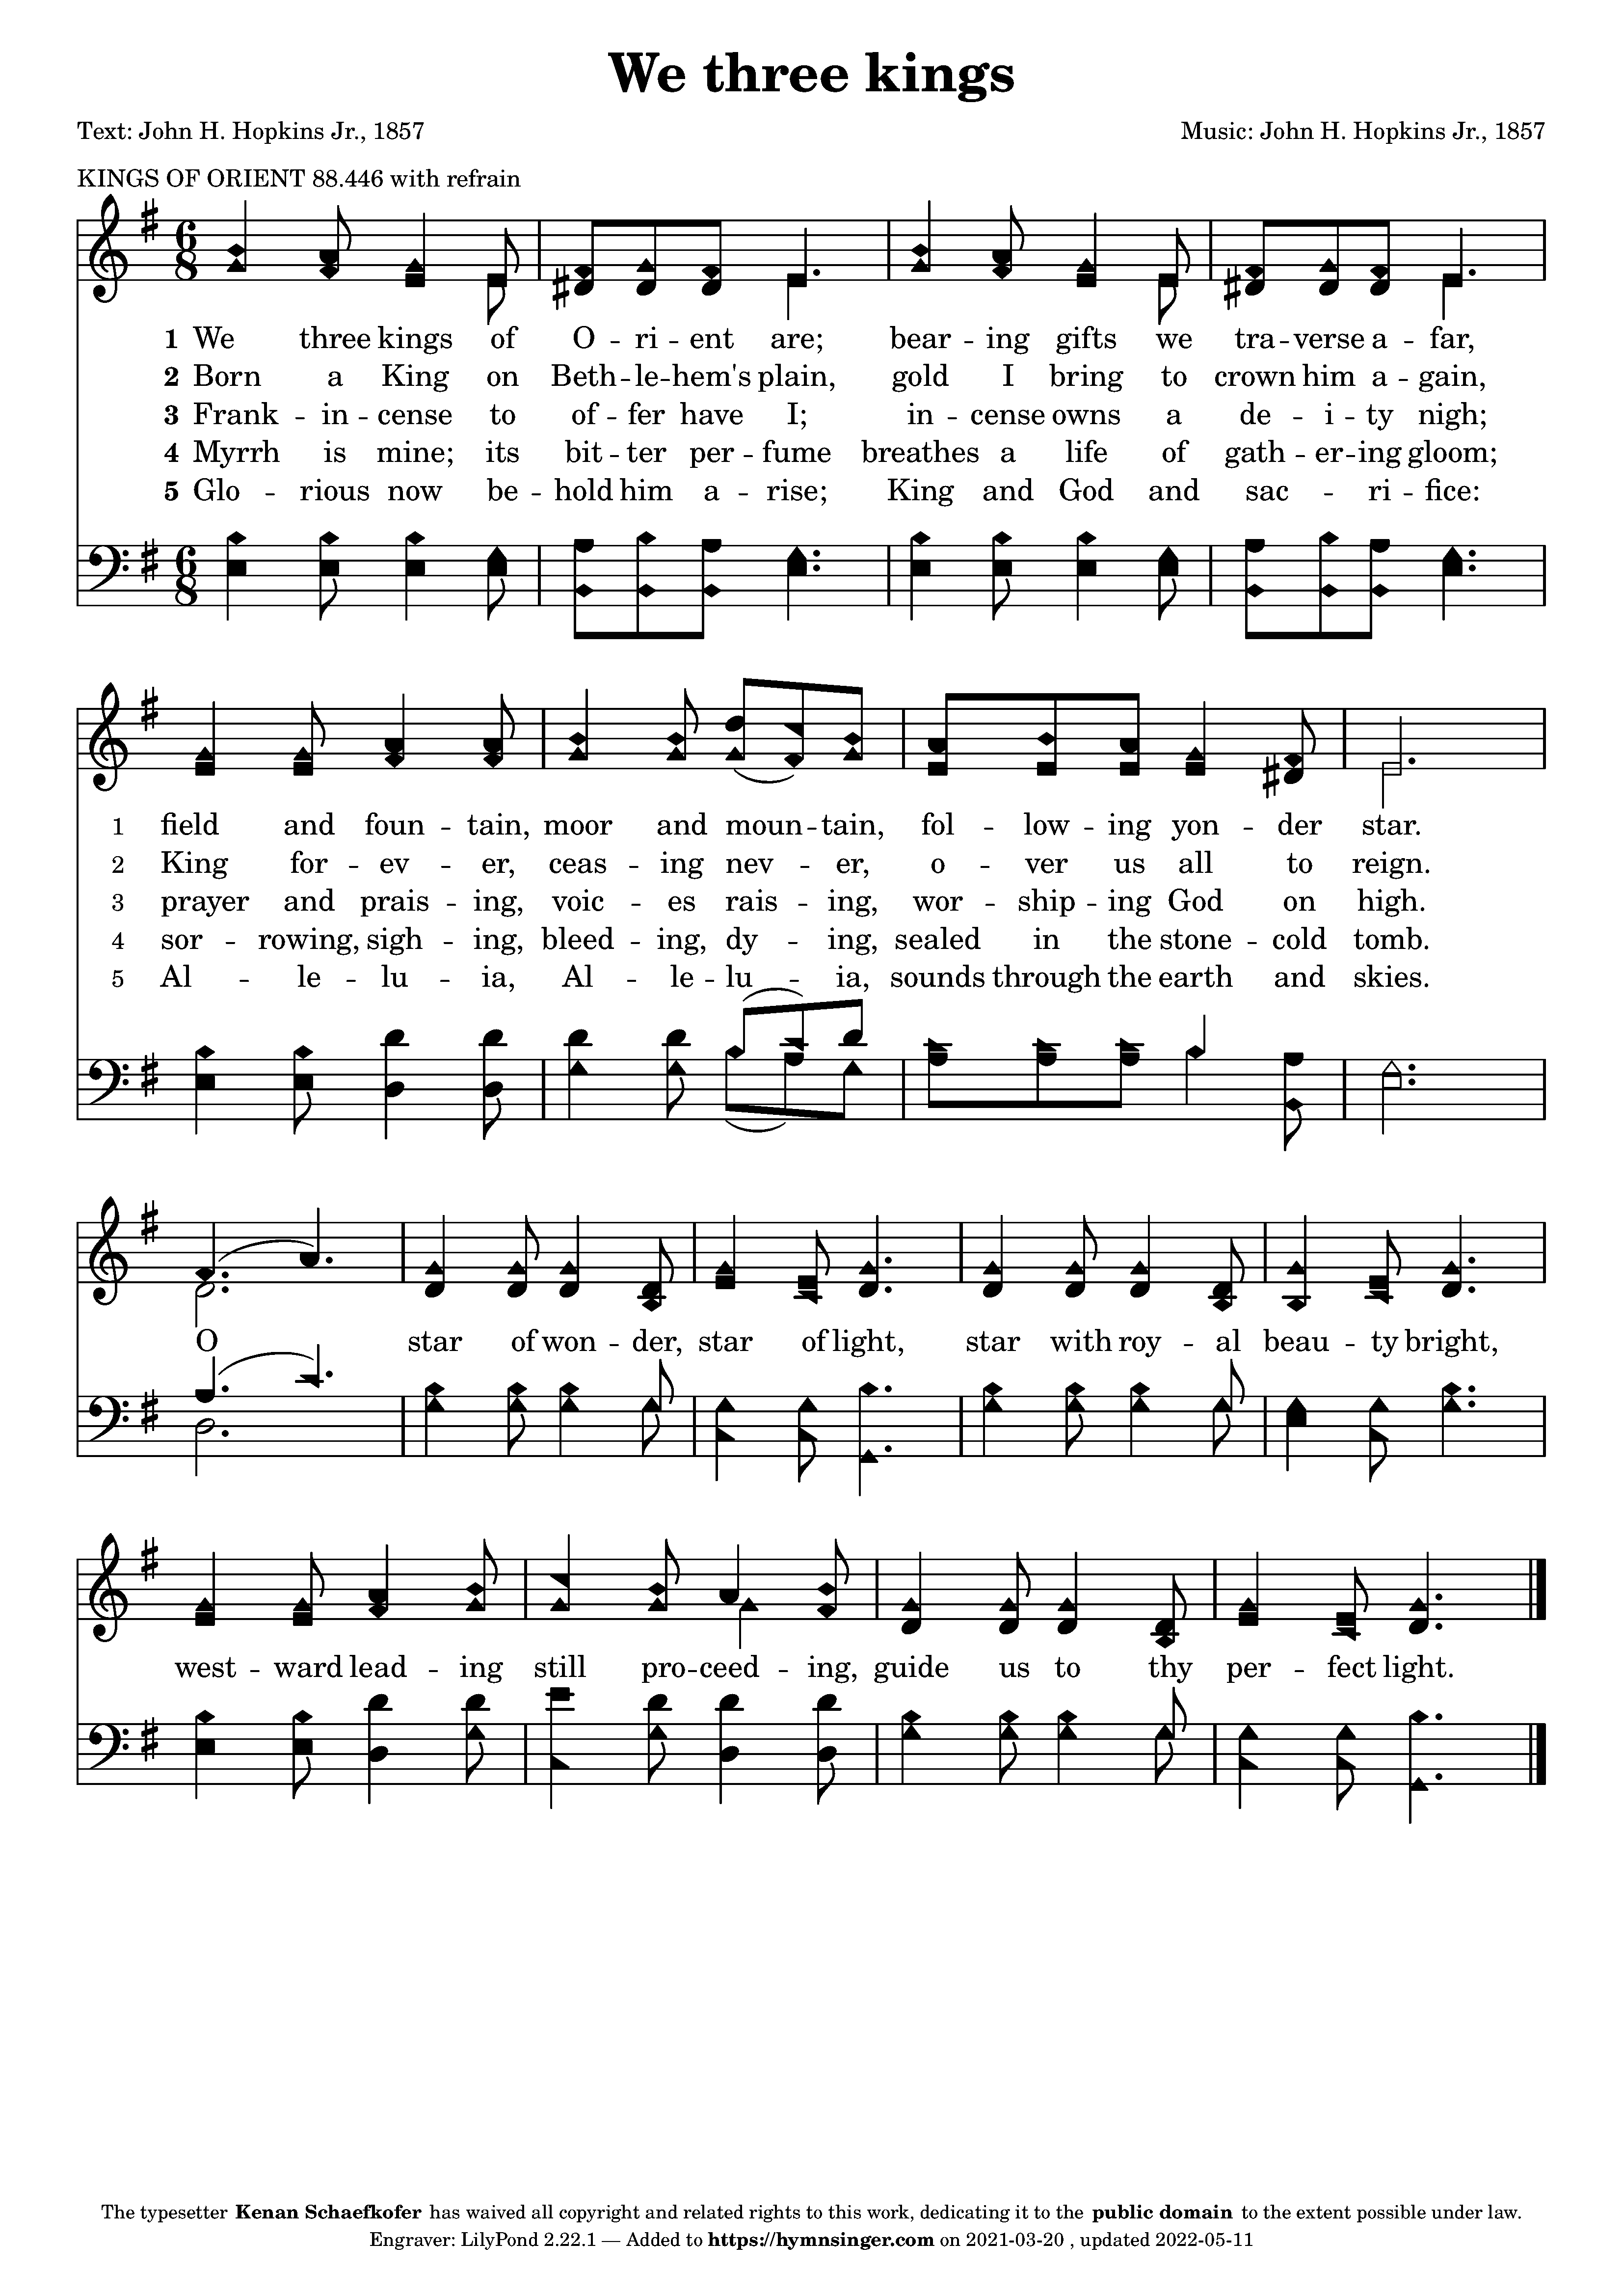 We three kings
Text: John H. Hopkins Jr., 1857
Music: John H. Hopkins Jr., 1857
KINGS OF ORIENT 88.446 with refrain
6 8
1 We three kings of O -- ri -- ent are; bear -- ing gifts we tra -- verse a -- far,
2 Born a King on Beth -- le -- hem's plain, gold I bring to crown him a -- gain,
3 Frank -- in -- cense to of -- fer have I; in -- cense owns a de -- i -- ty nigh;
4 Myrrh is mine; its bit -- ter per -- fume breathes a life of gath -- er -- ing gloom;
5 Glo -- rious now be -- hold him a -- rise; King and God and sac -- ri -- fice:
6 8
1 field and foun -- tain, moor and moun -- tain, fol -- low -- ing yon -- der star.
2 King for -- ev -- er, ceas -- ing nev -- er, o -- ver us all to reign.
3 prayer and prais -- ing, voic -- es rais -- ing, wor -- ship -- ing God on high.
4 sor -- rowing, sigh -- ing, bleed -- ing, dy -- ing, sealed in the stone -- cold tomb.
5 Al -- le -- lu -- ia, Al -- le -- lu -- ia, sounds through the earth and skies.
O star of won -- der, star of light, star with roy -- al beau -- ty bright,
west -- ward lead -- ing still pro -- ceed -- ing, guide us to thy per -- fect light.
The typesetter Kenan Schaefkofer has waived all copyright and related rights to this work, dedicating it to the public domain to the extent possible under law.
Engraver: LilyPond 2.22.1 — Added to https://hymnsinger.com on 2021-03-20 , updated 2022-05-11